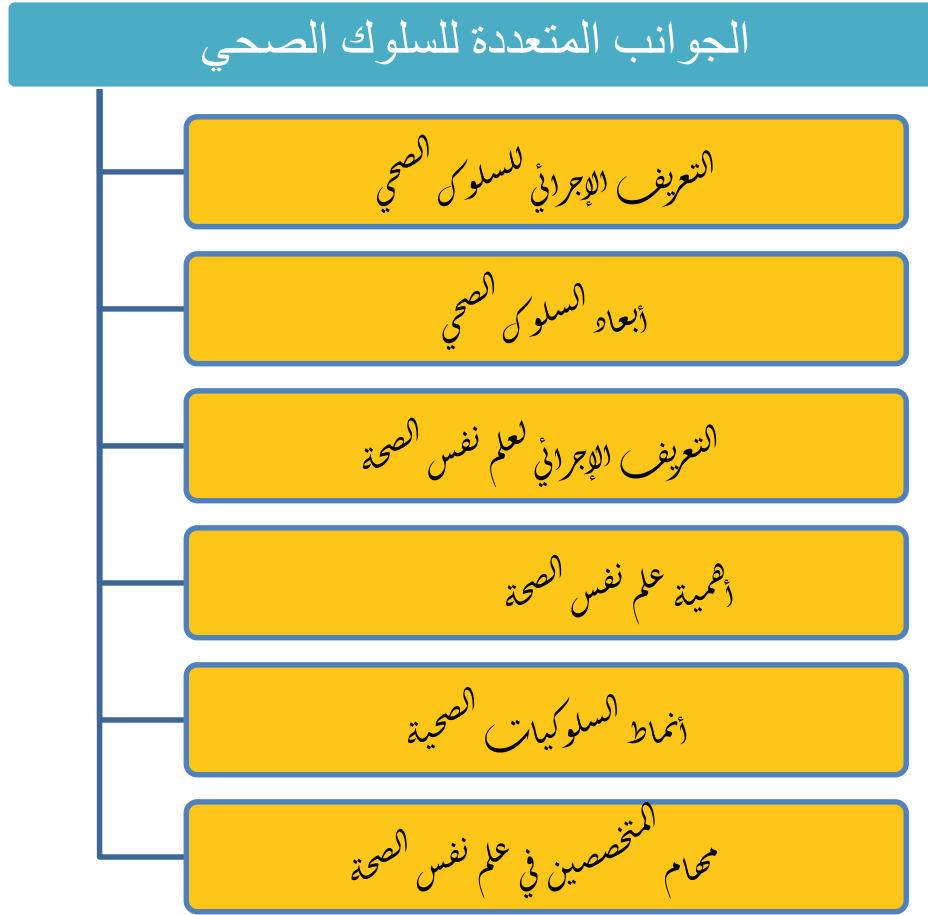 الجوانب المتعددة للسلوك الصحي
التعريف الإجرائي للسلوك الصحي
أبعاد السلوك الصحي
التعريف الإجرائي لعلم نفس الصحة
أهمية علم نفس الصحة
أنماط السلوكيات الصحية
مهام المتخصصين في علم نفس الصحة